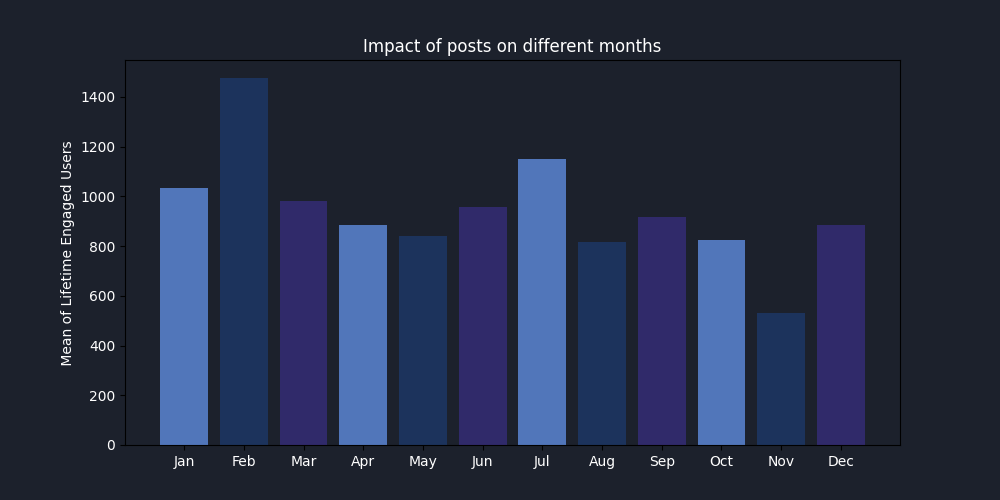 Impact of posts on different months
Mean of Lifetime Engaged Users
1400
1200
1000
800
600
400
200
0
Jan Feb Mar Apr May Jun Jul Aug Sep Oct Nov Dec